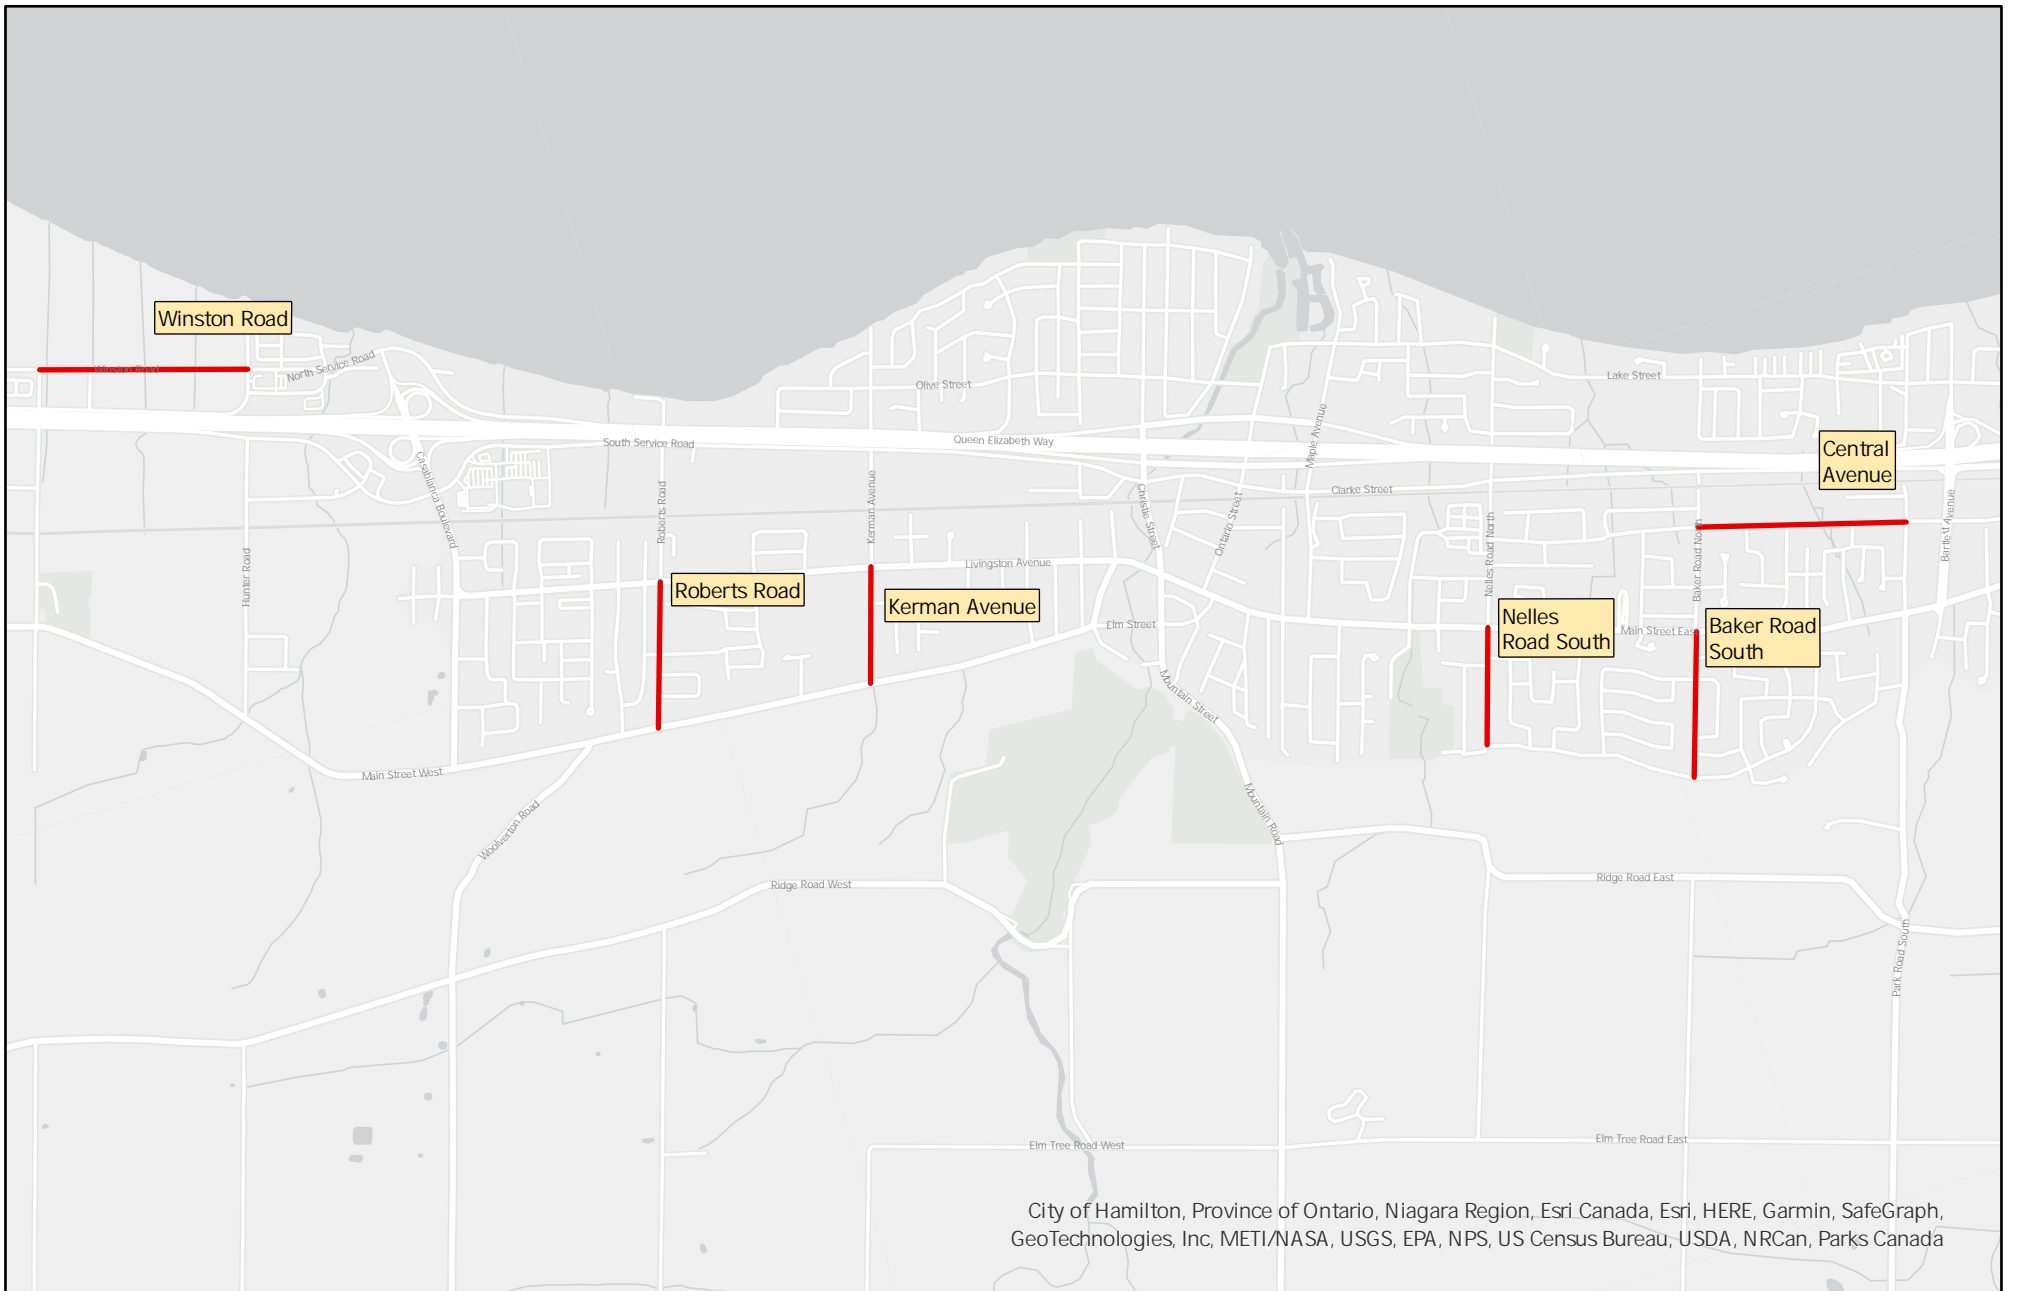 Winston Road
Winston Road
North Service Road
Olive Street
Lake Street
Maple Avenue
South Service Road
Queen Elizabeth Way
Central
Avenue
Casablanca Boulevard
Roberts Road
Kerman Avenue
Christie Street
Ontario Street
Clarke Street
Nelles Road North
Baker Road North
Bartlett Avenue
Hunter Road
Livingston Avenue
Roberts Road
Kerman Avenue
Elm Street
Nelles
Road South
Main Street East
Baker Road
South
Mountain Street
Main Street West
Woolverton Road
Mountain Road
Ridge Road West
Ridge Road East
Park Road South
Elm Tree Road West
Elm Tree Road East
City of Hamilton, Province of Ontario, Niagara Region, Esri Canada, Esri, HERE, Garmin, SafeGraph,
GeoTechnologies, Inc, METI/NASA, USGS, EPA, NPS, US Census Bureau, USDA, NRCan, Parks Canada